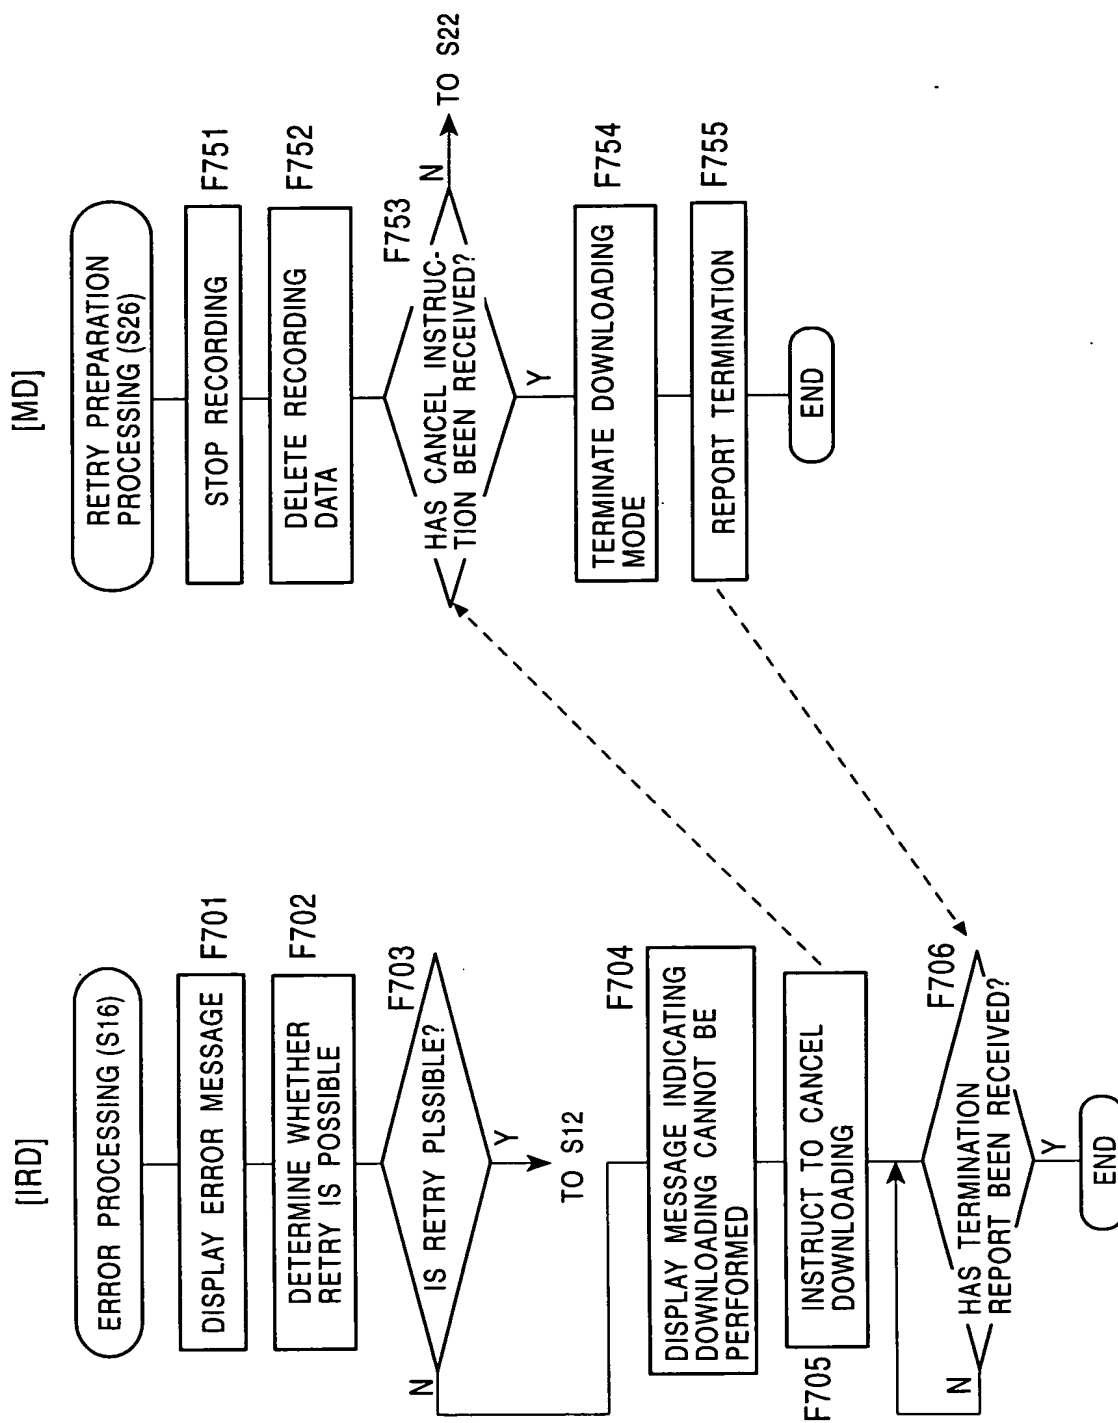 [IRD]
ERROR PROCESSING (S16)
DISPLAY ERROR MESSAGE
F701
DETERMINE WHETHER
RETRY IS POSSIBLE
F702
IS RETRY PLSSIBLE?
F703
N
Y
TO S12
DISPLAY MESSAGE INDICATING
DOWNLOADING CANNOT BE
PERFORMED
F704
INSTRUCT TO CANCEL
DOWNLOADING
F705
HAS TERMINATION
REPORT BEEN RECEIVED?
F706
N
Y
END
[MD]
RETRY PREPARATION
PROCESSING (S26)
STOP RECORDING
F751
DELETE RECORDING
DATA
F752
HAS CANCEL INSTRUC-
TION BEEN RECEIVED?
F753
N
TO S22
Y
TERMINATE DOWNLOADING
MODE
F754
REPORT TERMINATION
F755
END